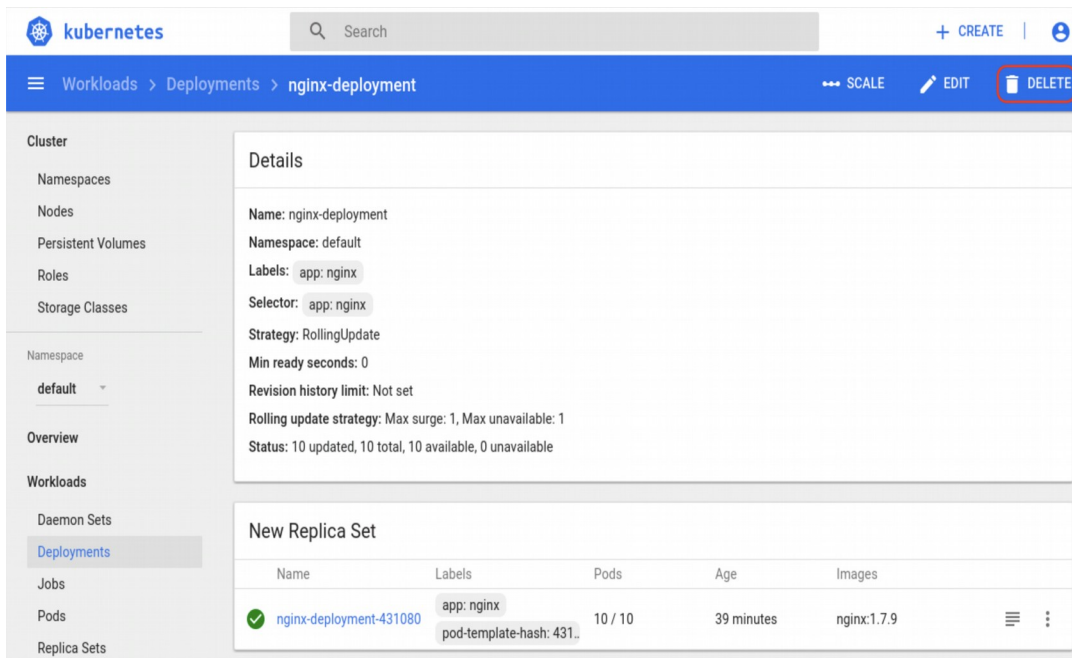 kubernetes
Search
+ CREATE
Workloads > Deployments > nginx-deployment
SCALE
EDIT
DELETE
Cluster
Namespaces
Nodes
Persistent Volumes
Roles
Storage Classes
Namespace
default
Overview
Workloads
Daemon Sets
Deployments
Jobs
Pods
Replica Sets
Details
Name: nginx-deployment
Namespace: default
Labels: app: nginx
Selector: app: nginx
Strategy: RollingUpdate
Min ready seconds: 0
Revision history limit: Not set
Rolling update strategy: Max surge: 1, Max unavailable: 1
Status: 10 updated, 10 total, 10 available, 0 unavailable
New Replica Set
Name Labels Pods Age Images
nginx-deployment-431080 app: nginx 10 / 10 39 minutes nginx:1.7.9
pod-template-hash: 431..